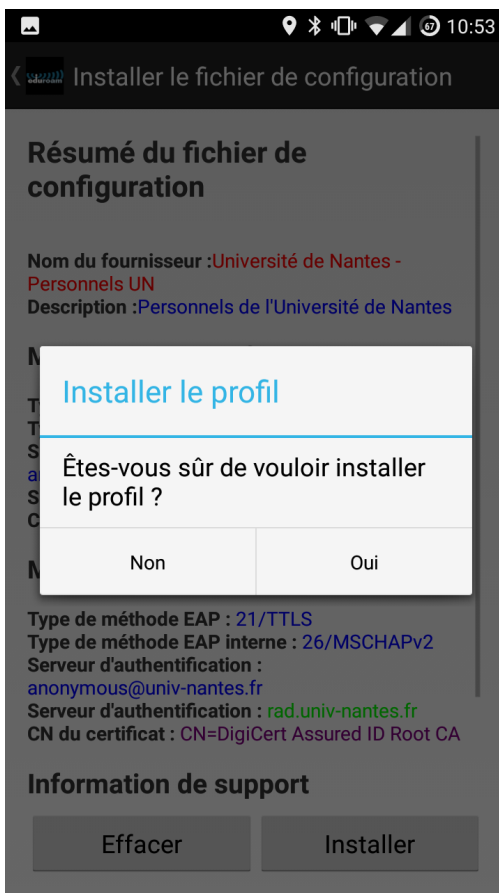 67 10:53
eduroam Installer le fichier de configuration
Résumé du fichier de
configuration
Nom du fournisseur :Université de Nantes -
Personnels UN
Description :Personnels de l'Université de Nantes
Installer le profil
Êtes-vous sûr de vouloir installer
le profil ?
Non Oui
Type de méthode EAP : 21/TTLS
Type de méthode EAP interne : 26/MSCHAPv2
Serveur d'authentification :
anonymous@univ-nantes.fr
Serveur d'authentification : rad.univ-nantes.fr
CN du certificat : CN=DigiCert Assured ID Root CA
Information de support
Effacer Installer